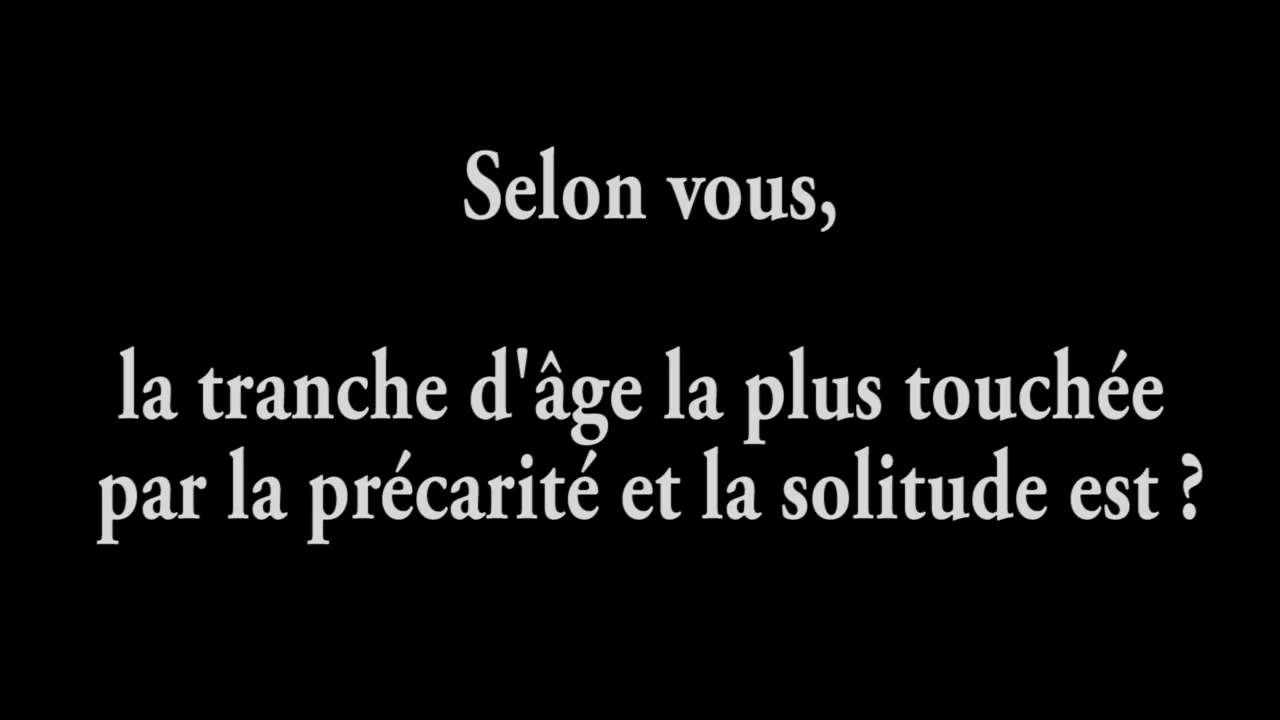 Selon vous,
la tranche d'âge la plus touchée
par la précarité et la solitude est ?